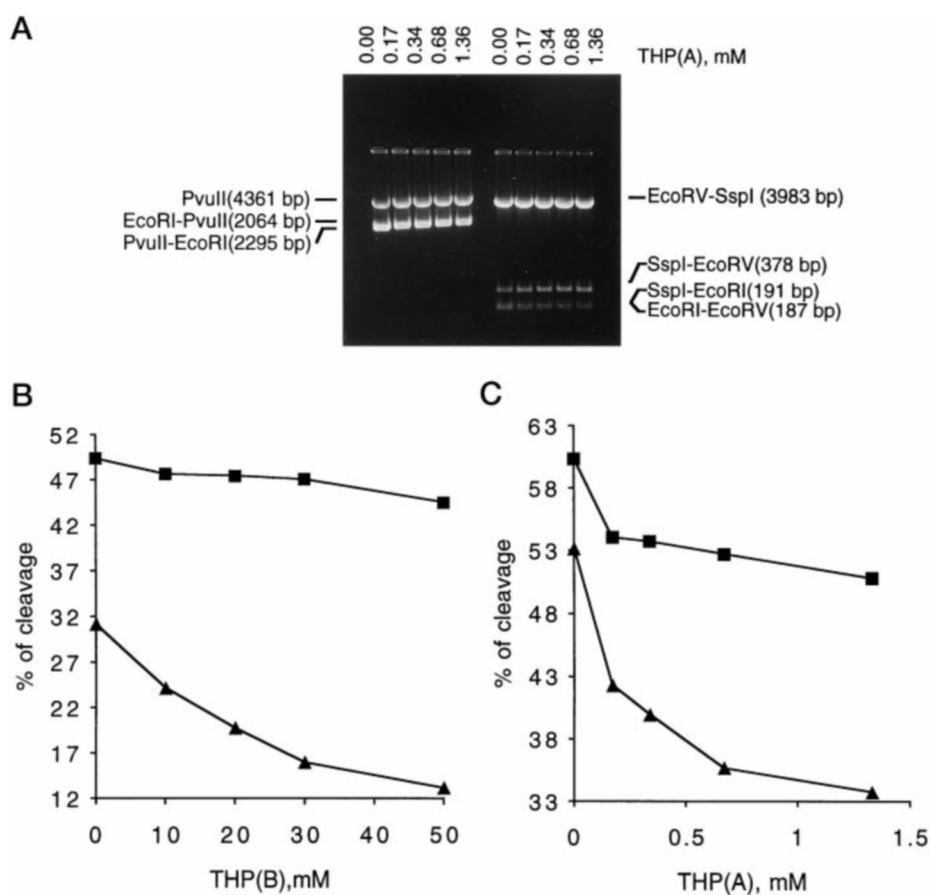 A
0.00 0.17 0.34 0.68 1.36 0.00 0.17 0.34 0.68 1.36 THP(A), mM
PvuII(4361 bp)
EcoRI-PvuII(2064 bp)
PvuII-EcoRI(2295 bp)
EcoRV-SspI (3983 bp)
SspI-EcoRV(378 bp)
SspI-EcoRI(191 bp)
EcoRI-EcoRV(187 bp)
B
% of cleavage
52
47
42
37
32
27
22
17
12
0 10 20 30 40 50
THP(B),mM
C
% of cleavage
63
58
53
48
43
38
33
0 0.5 1 1.5
THP(A), mM